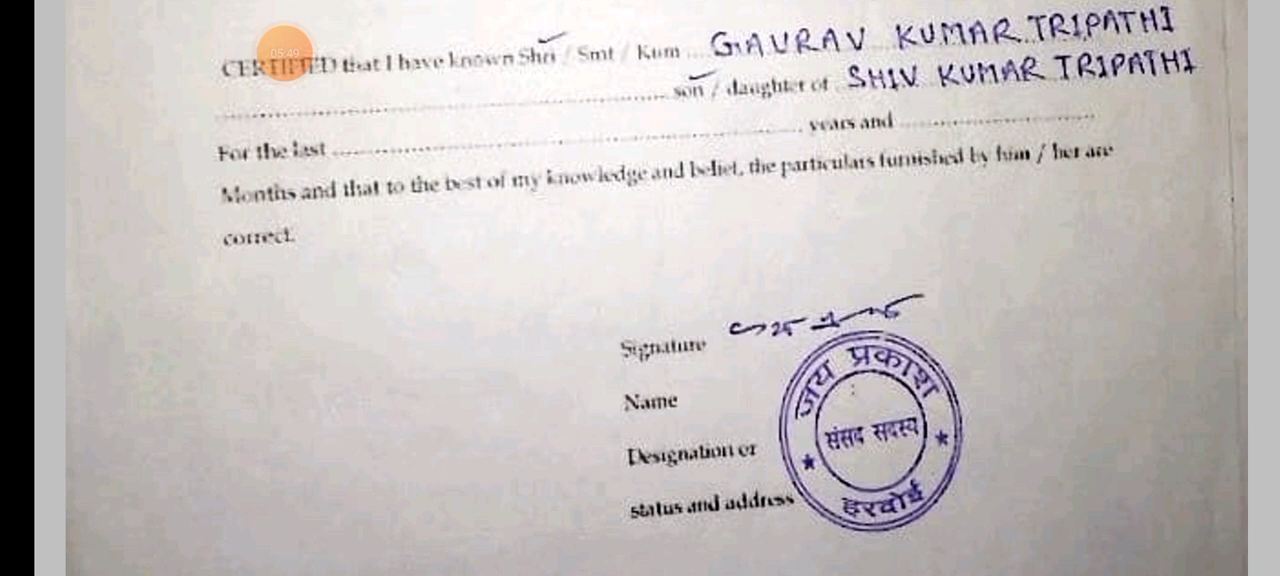 05:49
CERTIFIED that I have known Shri / Smt / Kum .... GAURAV KUMAR TRIPATHI
........................................ son / daughter of SHIV KUMAR TRIPATHI
For the last ........................................ years and ........................................
Months and that to the best of my knowledge and belief, the particulars furnished by him / her are
correct.
Signature
Name
Designation or
status and address
जय प्रकाश
संसद सदस्य
हरदोई